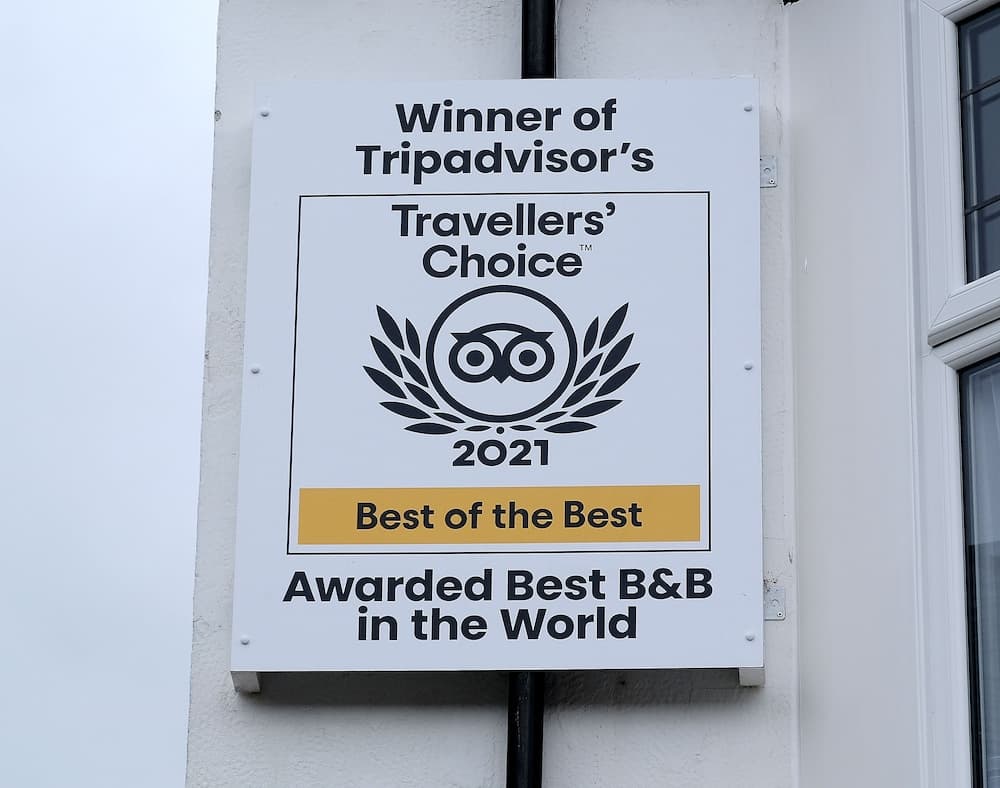 Winner of
Tripadvisor's
Travellers'
Choice™
2021
Best of the Best
Awarded Best B&B
in the World